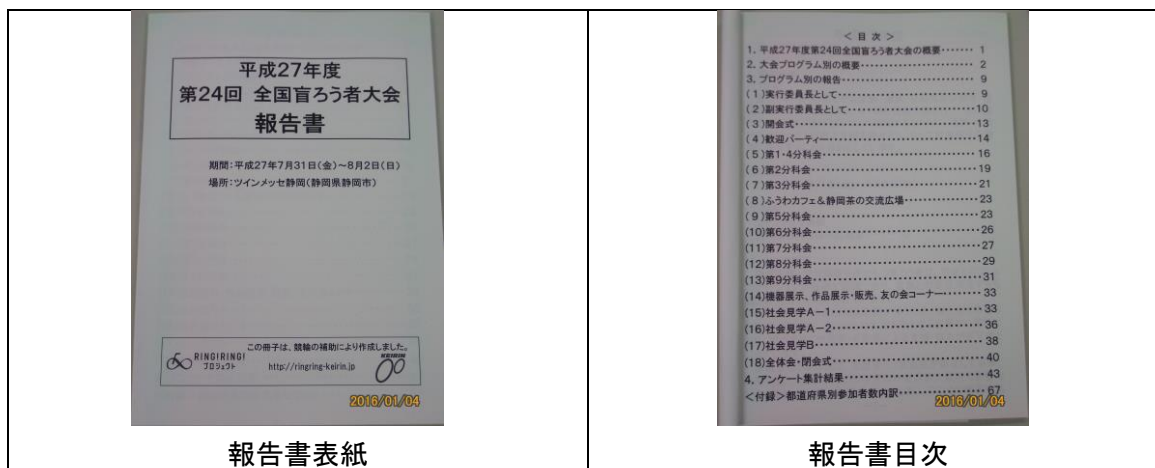 平成27年度
第24回 全国盲ろう者大会
報告書
期間:平成27年7月31日(金)~8月2日(日)
場所:ツインメッセ静岡(静岡県静岡市)
この冊子は、競輪の補助により作成しました。
RING!RING!
プロジェクト
http://ringring-keirin.jp
KEIRIN
2016/01/04
報告書表紙
<目次>
1.平成27年度第24回全国盲ろう者大会の概要······· 1
2.大会プログラム別の概要·················· 2
3.プログラム別の報告····················· 9
(1)実行委員長として······················ 9
(2)副実行委員長として····················10
(3)開会式·····························13
(4)歓迎パーティー·······················14
(5)第1・4分科会························16
(6)第2分科会··························19
(7)第3分科会··························21
(8)ふうわカフェ&静岡茶の交流広場············23
(9)第5分科会··························23
(10)第6分科会·························26
(11)第7分科会·························27
(12)第8分科会·························29
(13)第9分科会·························31
(14)機器展示、作品展示・販売、友の会コーナー········33
(15)社会見学A-1·······················33
(16)社会見学A-2·······················36
(17)社会見学B·························38
(18)全体会・閉会式·······················40
4.アンケート集計結果·····················43
<付録>都道府県別参加者数内訳···············67
2016/01/04
報告書目次